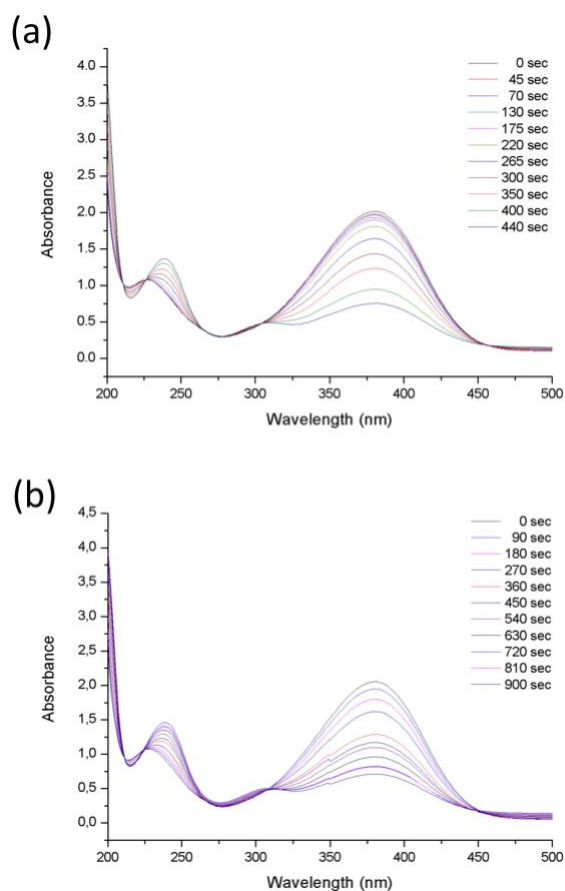 (a)
4.0
3.5
3.0
2.5
2.0
1.5
1.0
0.5
0.0
Absorbance
200 250 300 350 400 450 500
Wavelength (nm)
0 sec
45 sec
70 sec
130 sec
175 sec
220 sec
265 sec
300 sec
350 sec
400 sec
440 sec
(b)
4,5
4,0
3,5
3,0
2,5
2,0
1,5
1,0
0,5
0,0
Absorbance
200 250 300 350 400 450 500
Wavelength (nm)
0 sec
90 sec
180 sec
270 sec
360 sec
450 sec
540 sec
630 sec
720 sec
810 sec
900 sec